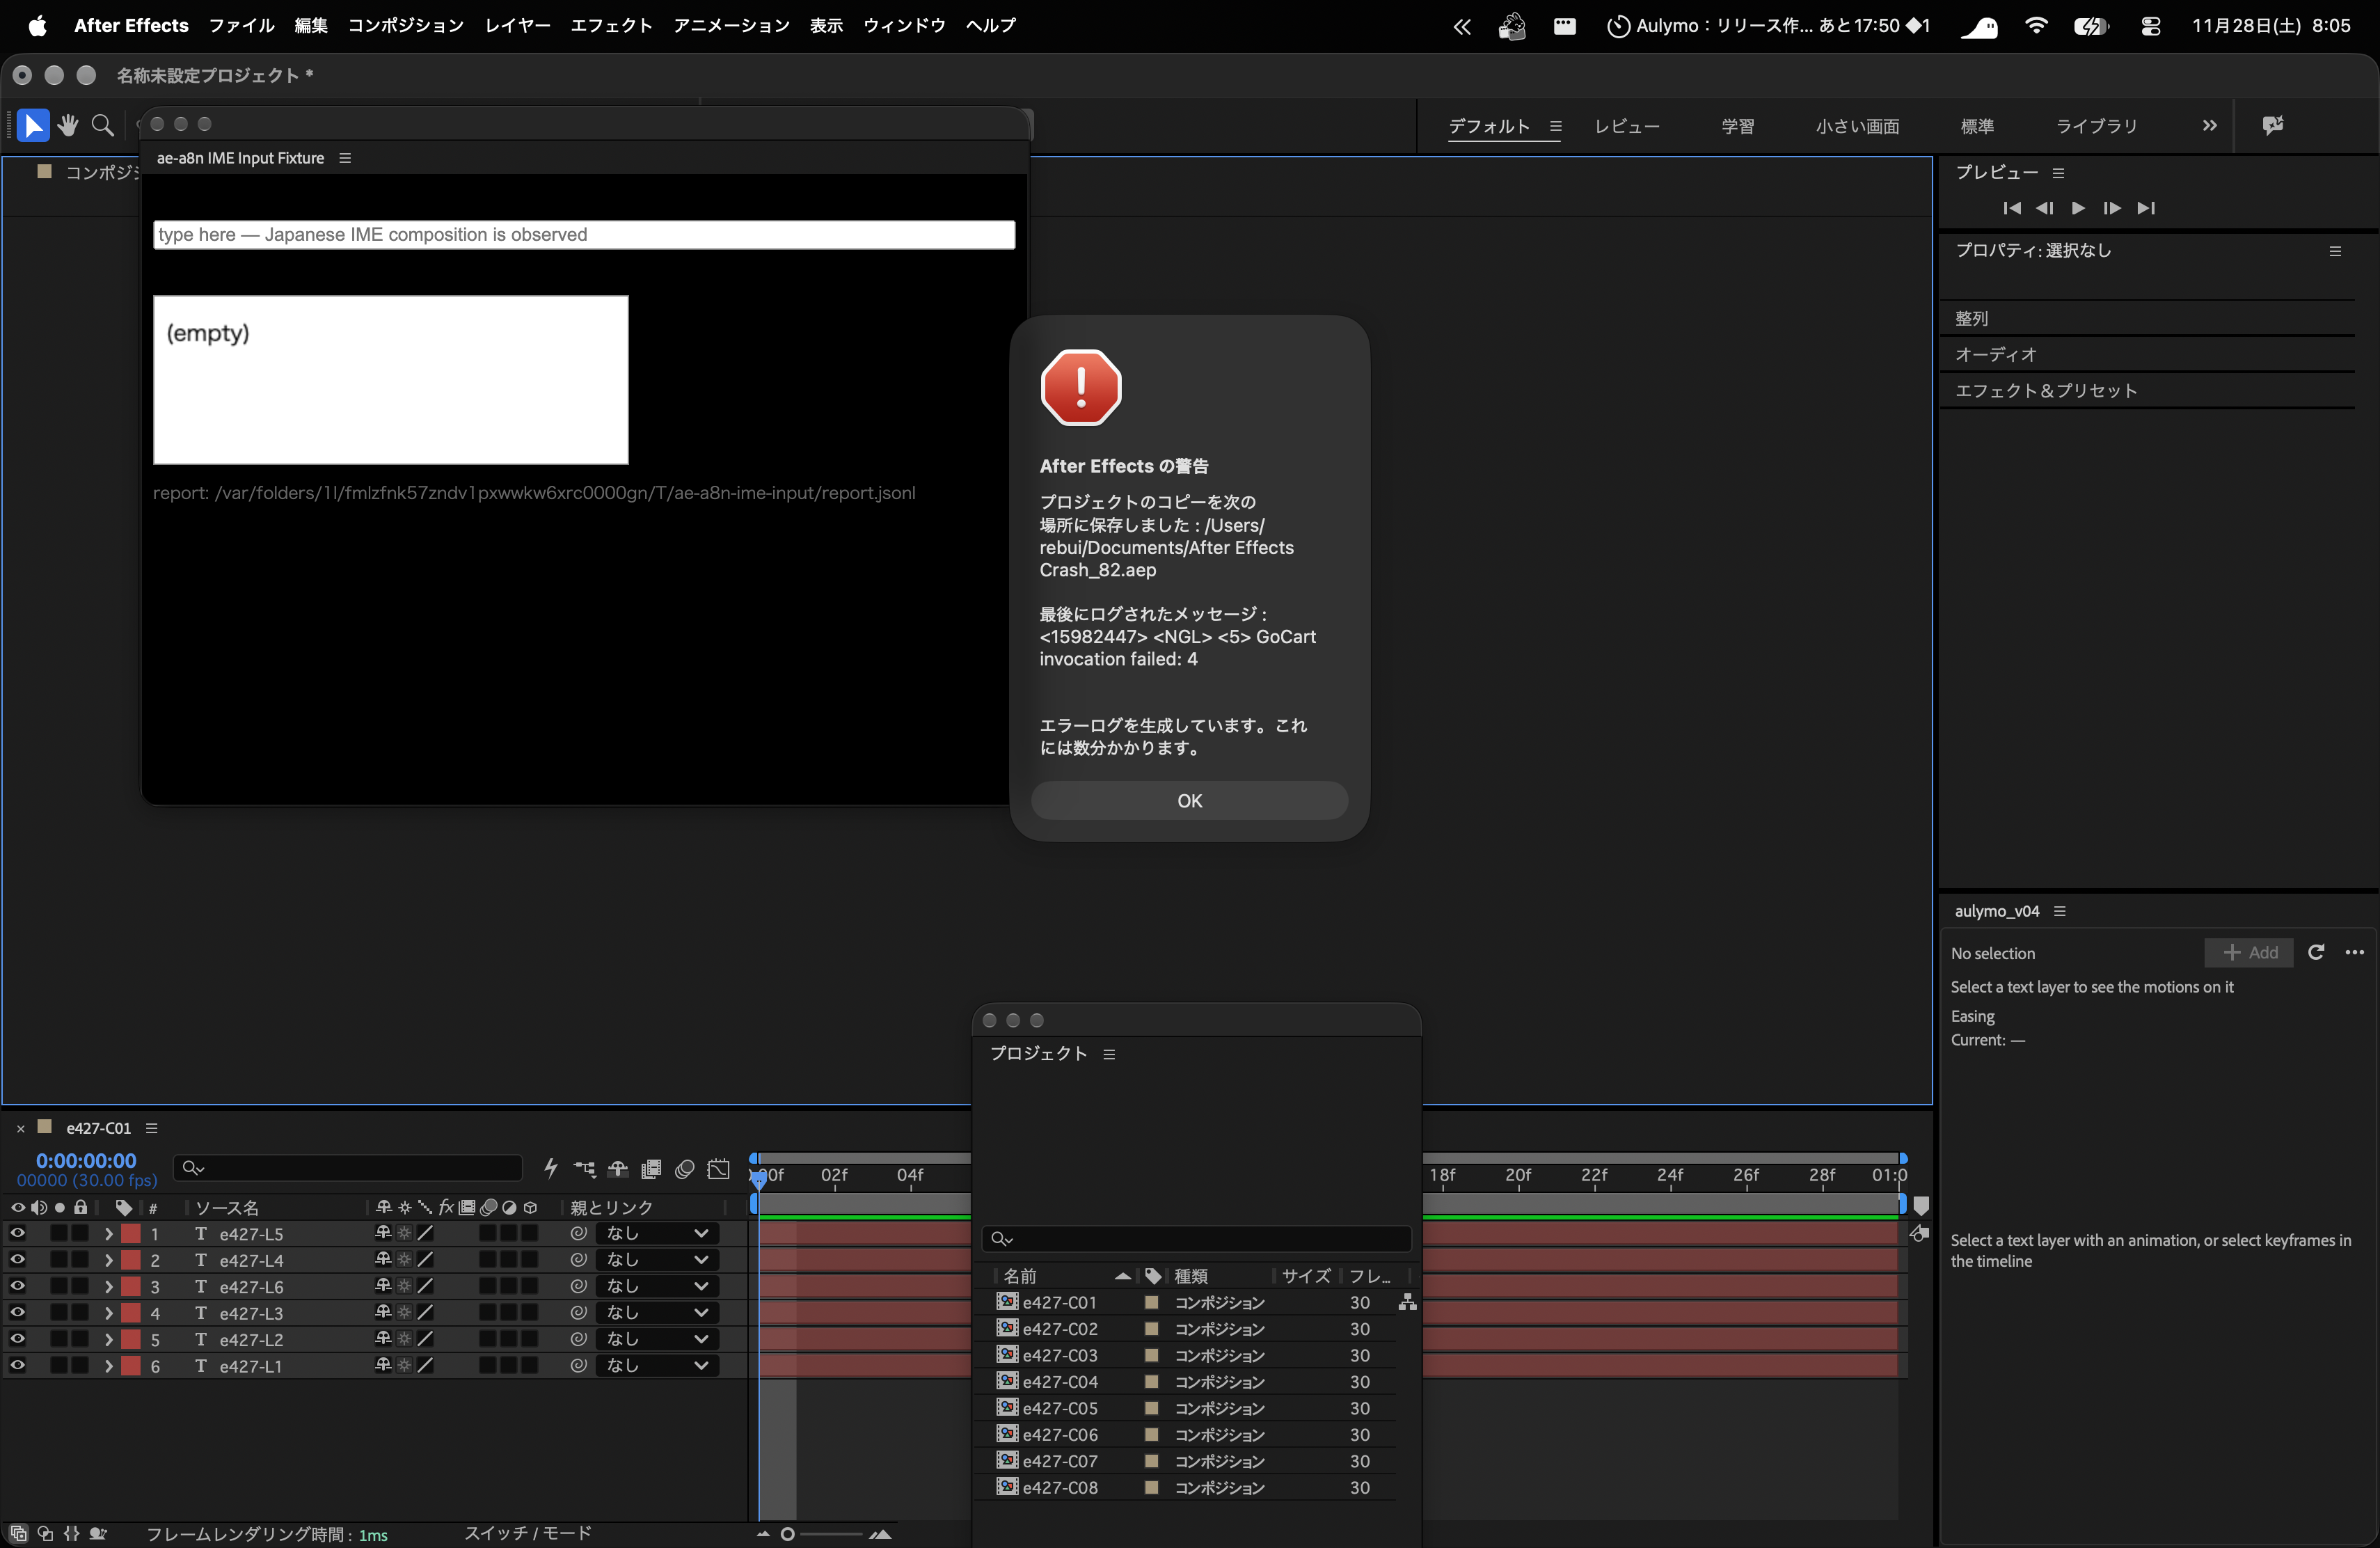 After Effects ファイル 編集 コンポジション レイヤー エフェクト アニメーション 表示 ウィンドウ ヘルプ
Aulymo：リリース作... あと17:50 ◆1
11月28日(土) 8:05
名称未設定プロジェクト *
デフォルト レビュー 学習 小さい画面 標準 ライブラリ
ae-a8n IME Input Fixture
type here — Japanese IME composition is observed
(empty)
report: /var/folders/1l/fmlzfnk57zndv1pxwwkw6xrc0000gn/T/ae-a8n-ime-input/report.jsonl
After Effects の警告
プロジェクトのコピーを次の
場所に保存しました : /Users/
rebui/Documents/After Effects
Crash_82.aep
最後にログされたメッセージ :
<15982447> <NGL> <5> GoCart
invocation failed: 4
エラーログを生成しています。これ
には数分かかります。
OK
プレビュー
プロパティ: 選択なし
整列
オーディオ
エフェクト＆プリセット
aulymo_v04
No selection
Add
Select a text layer to see the motions on it
Easing
Current: —
Select a text layer with an animation, or select keyframes in
the timeline
プロジェクト
名前 種類 サイズ フレ...
e427-C01 コンポジション 30
e427-C02 コンポジション 30
e427-C03 コンポジション 30
e427-C04 コンポジション 30
e427-C05 コンポジション 30
e427-C06 コンポジション 30
e427-C07 コンポジション 30
e427-C08 コンポジション 30
e427-C01
0:00:00:00
00000 (30.00 fps)
02f 04f 18f 20f 22f 24f 26f 28f 01:0
# ソース名 fx 親とリンク
1 T e427-L5 なし
2 T e427-L4 なし
3 T e427-L6 なし
4 T e427-L3 なし
5 T e427-L2 なし
6 T e427-L1 なし
フレームレンダリング時間 : 1ms
スイッチ / モード